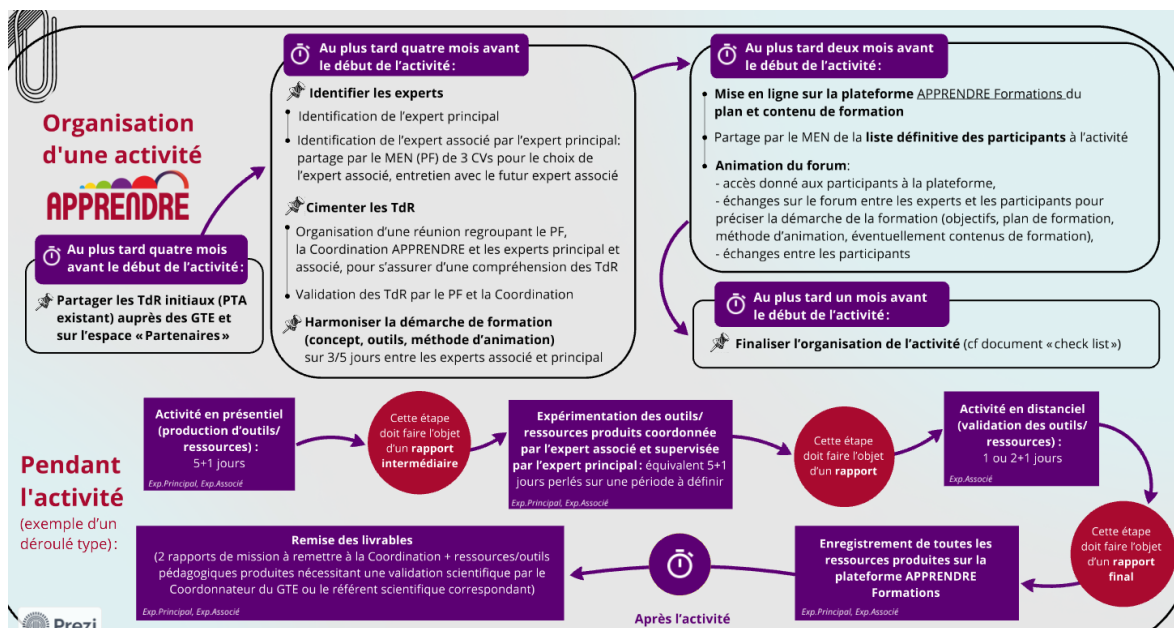 Organisation
d'une activité
APPRENDRE
Au plus tard quatre mois
avant le début de l'activité :
Partager les TdR initiaux (PTA
existant) auprès des GTE et
sur l'espace « Partenaires »
Au plus tard quatre mois avant
le début de l'activité :
Identifier les experts
Identification de l'expert principal
Identification de l'expert associé par l'expert principal:
partage par le MEN (PF) de 3 CVs pour le choix de
l'expert associé, entretien avec le futur expert associé
Cimenter les TdR
Organisation d'une réunion regroupant le PF,
la Coordination APPRENDRE et les experts principal et
associé, pour s'assurer d'une compréhension des TdR
Validation des TdR par le PF et la Coordination
Harmoniser la démarche de formation
(concept, outils, méthode d'animation)
sur 3/5 jours entre les experts associé et principal
Au plus tard deux mois avant
le début de l'activité :
Mise en ligne sur la plateforme APPRENDRE Formations du
plan et contenu de formation
Partage par le MEN de la liste définitive des participants à l'activité
Animation du forum:
- accès donné aux participants à la plateforme,
- échanges sur le forum entre les experts et les participants pour
préciser la démarche de la formation (objectifs, plan de formation,
méthode d'animation, éventuellement contenus de formation),
- échanges entre les participants
Au plus tard un mois avant
le début de l'activité :
Finaliser l'organisation de l'activité (cf document « check list »)
Pendant
l'activité
(exemple d'un
déroulé type) :
Activité en présentiel
(production d'outils/
ressources) :
5+1 jours
Exp.Principal, Exp.Associé
Cette étape
doit faire l'objet
d'un rapport
intermédiaire
Expérimentation des outils/
ressources produits coordonnée
par l'expert associé et supervisée
par l'expert principal : équivalent 5+1
jours perlés sur une période à définir
Exp.Principal, Exp.Associé
Cette étape
doit faire l'objet
d'un rapport
Activité en distanciel
(validation des outils/
ressources) :
1 ou 2+1 jours
Exp.Principal, Exp.Associé
Cette étape
doit faire l'objet
d'un rapport
final
Enregistrement de toutes les
ressources produites sur la
plateforme APPRENDRE
Formations
Exp.Principal, Exp.Associé
Après l'activité
Remise des livrables
(2 rapports de mission à remettre à la Coordination + ressources/outils
pédagogiques produites nécessitant une validation scientifique par le
Coordonnateur du GTE ou le référent scientifique correspondant)
Exp.Principal, Exp.Associé
Prezi